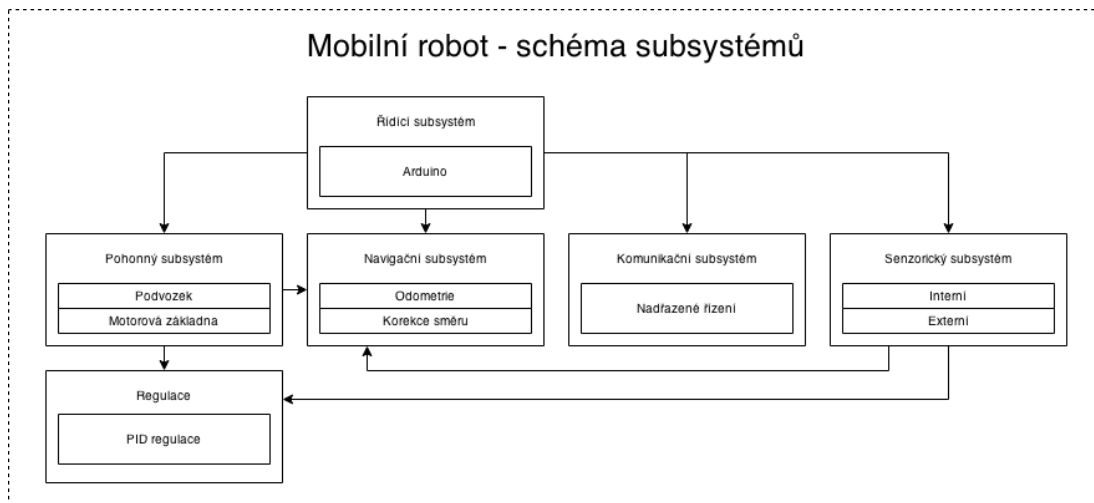 Mobilní robot - schéma subsystémů
Řídící subsystém
Arduino
Pohonný subsystém
Podvozek
Motorová základna
Navigační subsystém
Odometrie
Korekce směru
Komunikační subsystém
Nadřazené řízení
Senzorický subsystém
Interní
Externí
Regulace
PID regulace